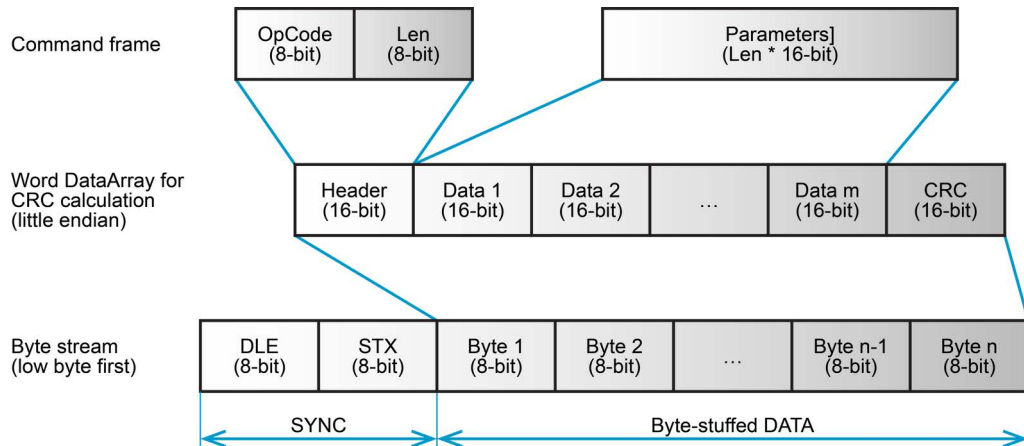 Command frame
OpCode
(8-bit)
Len
(8-bit)
Parameters]
(Len * 16-bit)
Word DataArray for
CRC calculation
(little endian)
Header
(16-bit)
Data 1
(16-bit)
Data 2
(16-bit)
...
Data m
(16-bit)
CRC
(16-bit)
Byte stream
(low byte first)
DLE
(8-bit)
STX
(8-bit)
Byte 1
(8-bit)
Byte 2
(8-bit)
...
Byte n-1
(8-bit)
Byte n
(8-bit)
SYNC
Byte-stuffed DATA